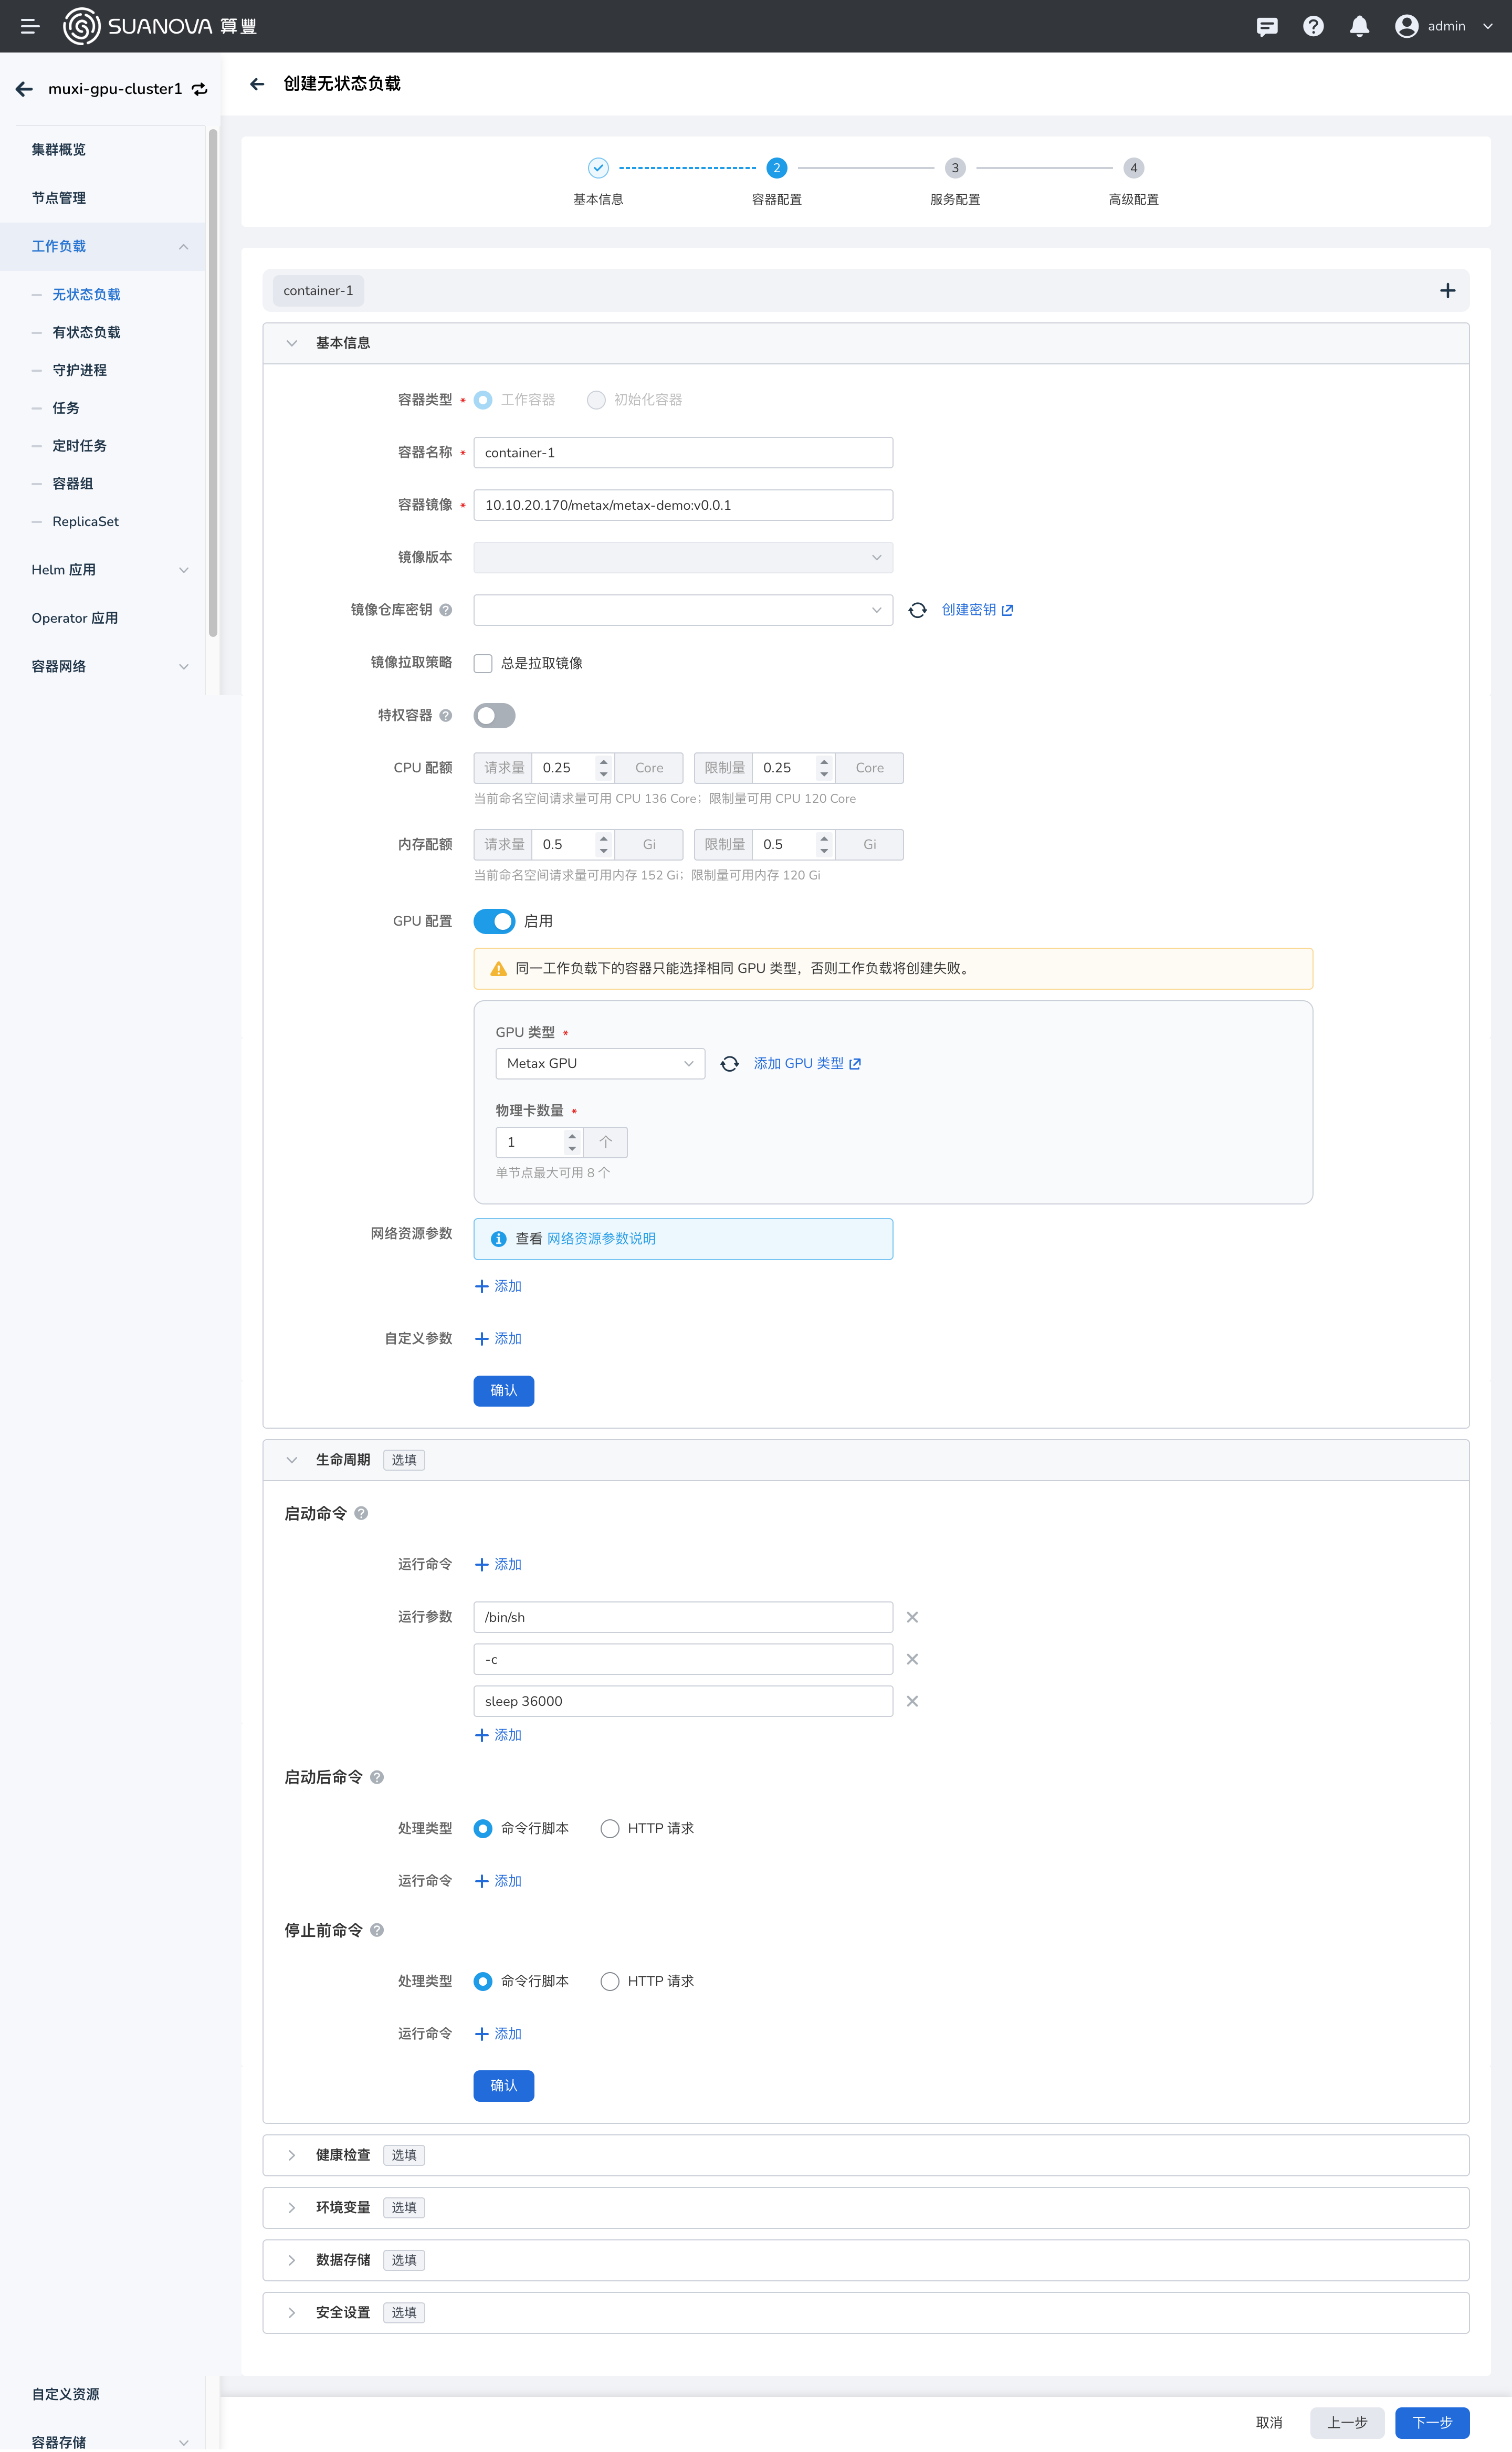 SUANOVA 算豐
admin
muxi-gpu-cluster1
集群概览
节点管理
工作负载
无状态负载
有状态负载
守护进程
任务
定时任务
容器组
ReplicaSet
Helm 应用
Operator 应用
容器网络
自定义资源
容器存储
创建无状态负载
基本信息
2 容器配置
3 服务配置
4 高级配置
container-1
基本信息
容器类型 * 工作容器 初始化容器
容器名称 * container-1
容器镜像 * 10.10.20.170/metax/metax-demo:v0.0.1
镜像版本
镜像仓库密钥 ? 创建密钥
镜像拉取策略 总是拉取镜像
特权容器 ?
CPU 配额 请求量 0.25 Core 限制量 0.25 Core
当前命名空间请求量可用 CPU 136 Core；限制量可用 CPU 120 Core
内存配额 请求量 0.5 Gi 限制量 0.5 Gi
当前命名空间请求量可用内存 152 Gi；限制量可用内存 120 Gi
GPU 配置 启用
同一工作负载下的容器只能选择相同 GPU 类型，否则工作负载将创建失败。
GPU 类型 *
Metax GPU 添加 GPU 类型
物理卡数量 *
1 个
单节点最大可用 8 个
网络资源参数 查看 网络资源参数说明
添加
自定义参数 添加
确认
生命周期 选填
启动命令 ?
运行命令 添加
运行参数 /bin/sh
-c
sleep 36000
添加
启动后命令 ?
处理类型 命令行脚本 HTTP 请求
运行命令 添加
停止前命令 ?
处理类型 命令行脚本 HTTP 请求
运行命令 添加
确认
健康检查 选填
环境变量 选填
数据存储 选填
安全设置 选填
取消 上一步 下一步